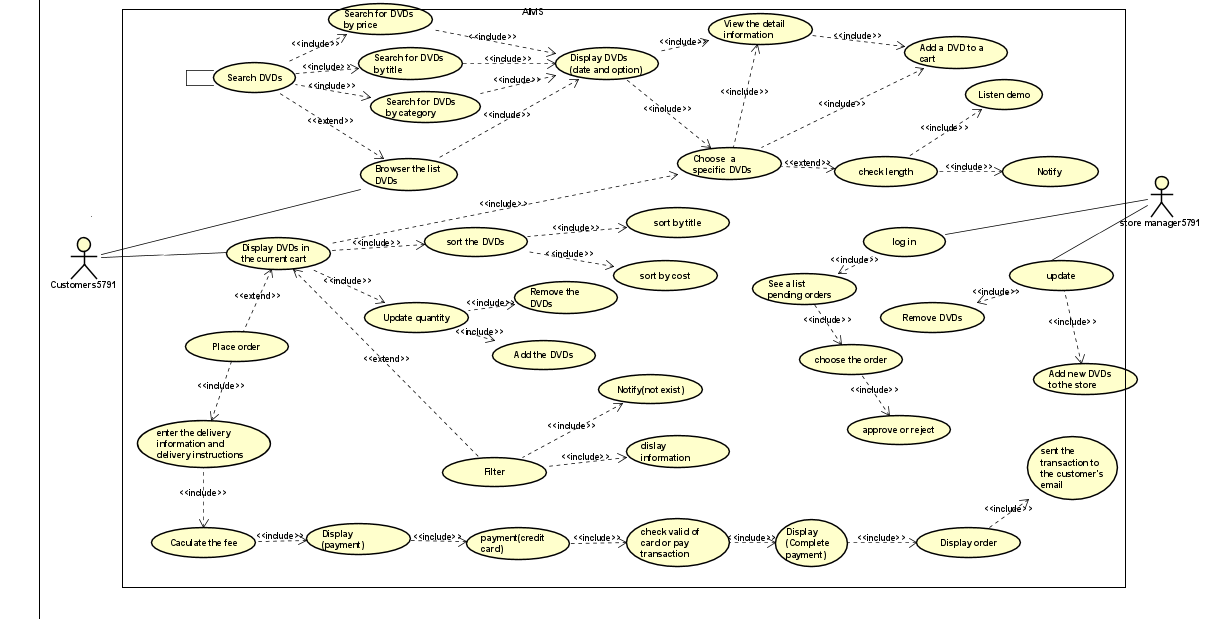 AIMS
Search for DVDs
by price
<<include>>
<<include>>
View the detail
information
<<include>>
<<include>>
Add a DVD to a
cart
Search DVDs
<<include>>
Search for DVDs
by title
<<include>>
Display DVDs
(date and option)
<<include>>
Search for DVDs
by category
<<include>>
<<include>>
<<include>>
<<include>>
<<include>>
Listen demo
<<extend>>
<<include>>
<<include>>
Browser the list
DVDs
Choose a
specific DVDs
<<extend>>
check length
<<include>>
Notify
<<include>>
store manager5791
Customers5791
Display DVDs in
the current cart
<<include>>
sort the DVDs
<<include>>
sort by title
<<include>>
sort by cost
log in
<<include>>
See a list
pending orders
update
<<include>>
Remove DVDs
<<extend>>
<<include>>
Update quantity
<<include>>
Remove the
DVDs
<<include>>
Add the DVDs
<<include>>
<<include>>
Place order
<<extend>>
choose the order
Add new DVDs
to the store
<<include>>
Notify(not exist)
<<include>>
approve or reject
enter the delivery
information and
delivery instructions
<<include>>
Filter
<<include>>
dislay
information
sent the
transaction to
the customer's
email
<<include>>
<<include>>
Caculate the fee
<<include>>
Display
(payment)
<<include>>
payment(credit
card)
<<include>>
check valid of
card or pay
transaction
<<include>>
Display
(Complete
payment)
<<include>>
Display order